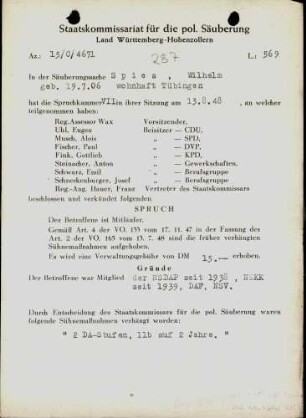 Staatskommissariat für die pol. Säuberung
Land Württemberg-Hohenzollern
Az.: 15/0/4671
237
L.: 569
In der Säuberungssache Spies, Wilhelm
geb. 19.7.06 wohnhaft Tübingen
hat die Spruchkammer VII in ihrer Sitzung am 13.8.48, an welcher
teilgenommen haben:
Reg.Assessor Wax Vorsitzender,
Uhl, Eugen Beisitzer — CDU,
Musch, Alois „ — SPD,
Fischer, Paul „ — DVP,
Fink, Gottlieb „ — KPD,
Steinacher, Anton „ — Gewerkschaften,
Schwarz, Emil „ — Berufsgruppe
Schneckenburger, Josef „ — Berufsgruppe
Reg.-Ang. Hauer, Franz Vertreter des Staatskommissars
beschlossen und verkündet folgenden
SPRUCH
Der Betroffene ist Mitläufer.
Gemäß Art. 4 der VO. 133 vom 17. 11. 47 in der Fassung des
Art. 2 der VO. 165 vom 13. 7. 48 sind die früher verhängten
Sühnemaßnahmen aufgehoben.
Es wird eine Verwaltungsgebühr von DM 15.— erhoben.
Gründe
Der Betroffene war Mitglied der NSDAP seit 1938 NSKK
seit 1939, DAF, NSV.
Durch Entscheidung des Staatskommissars für die pol. Säuberung waren
folgende Sühnemaßnahmen verhängt worden:
" 2 DA-Stufen, 11b auf 2 Jahre. "